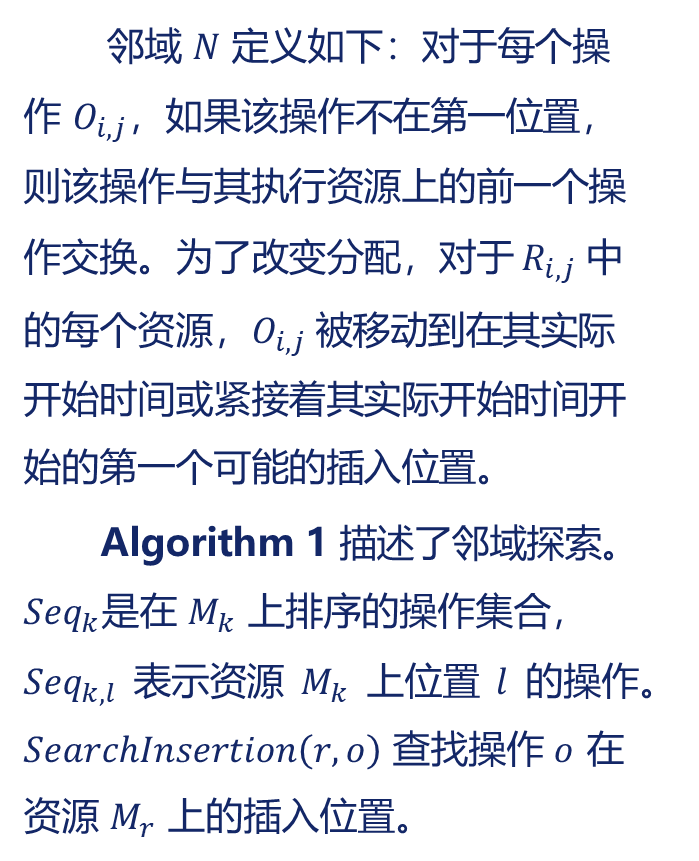 邻域 N 定义如下：对于每个操
作 O_{i,j}，如果该操作不在第一位置，
则该操作与其执行资源上的前一个操
作交换。为了改变分配，对于 R_{i,j} 中
的每个资源，O_{i,j} 被移动到在其实际
开始时间或紧接着其实际开始时间开
始的第一个可能的插入位置。
Algorithm 1 描述了邻域探索。
Seq_k是在 M_k 上排序的操作集合，
Seq_{k,l} 表示资源 M_k 上位置 l 的操作。
SearchInsertion(r, o) 查找操作 o 在
资源 M_r 上的插入位置。